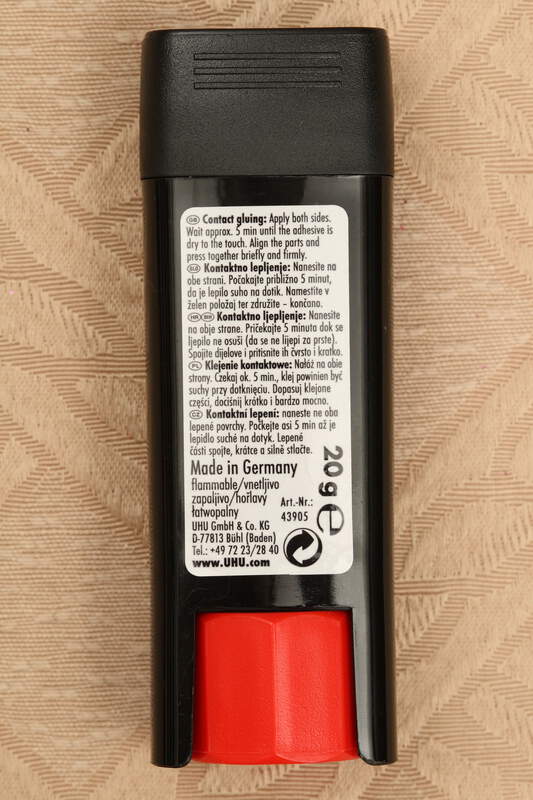 GB Contact gluing: Apply both sides.
Wait approx. 5 min until the adhesive is
dry to the touch. Align the parts and
press together briefly and firmly.
SLO Kontaktno lepljenje: Nanesite na
obe strani. Počakajte približno 5 minut,
da je lepilo suho na dotik. Namestite v
želen položaj ter združite – končano.
HR BIH Kontaktno ljepljenje: Nanesite
na obje strane. Pričekajte 5 minuta dok se
ljepilo ne osuši (da se ne lijepi za prste).
Spojite dijelove i pritisnite ih čvrsto i kratko.
PL Klejenie kontaktowe: Nałóż na obie
strony. Czekaj ok. 5 min., klej powinien być
suchy przy dotknięciu. Dopasuj klejone
części, dociśnij krótko i bardzo mocno.
CZ Kontaktní lepení: naneste ne oba
lepené povrchy. Počkejte asi 5 min až je
lepidlo suché na dotyk. Lepené
části spojte, krátce a silně stlačte.
Made in Germany
flammable/vnetljivo
zapaljivo/hořlavý
łatwopalny
UHU GmbH & Co. KG
D-77813 Bühl (Baden)
Tel.: +49 72 23/28 40
www.UHU.com
Art.-Nr.:
43905
20g e